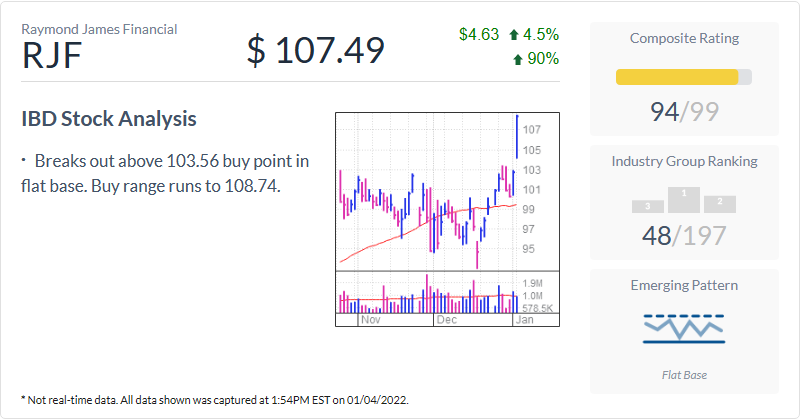 Raymond James Financial
RJF
$ 107.49
$4.63 4.5%
90%
IBD Stock Analysis
· Breaks out above 103.56 buy point in
flat base. Buy range runs to 108.74.
107
105
103
101
99
97
95
1.9M
1.0M
578.5K
Nov Dec Jan
Composite Rating
94/99
Industry Group Ranking
3 1 2
48/197
Emerging Pattern
Flat Base
* Not real-time data. All data shown was captured at 1:54PM EST on 01/04/2022.